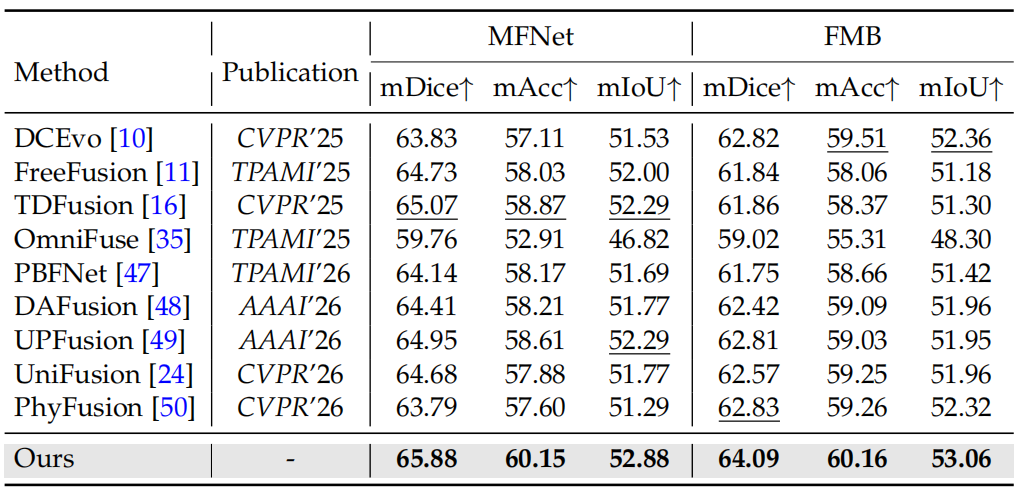 MFNet FMB
Method Publication mDice↑ mAcc↑ mIoU↑ mDice↑ mAcc↑ mIoU↑
DCEvo [10] CVPR'25 63.83 57.11 51.53 62.82 59.51 52.36
FreeFusion [11] TPAMI'25 64.73 58.03 52.00 61.84 58.06 51.18
TDFusion [16] CVPR'25 65.07 58.87 52.29 61.86 58.37 51.30
OmniFuse [35] TPAMI'25 59.76 52.91 46.82 59.02 55.31 48.30
PBFNet [47] TPAMI'26 64.14 58.17 51.69 61.75 58.66 51.42
DAFusion [48] AAAI'26 64.41 58.21 51.77 62.42 59.09 51.96
UPFusion [49] AAAI'26 64.95 58.61 52.29 62.81 59.03 51.95
UniFusion [24] CVPR'26 64.68 57.88 51.77 62.57 59.25 51.96
PhyFusion [50] CVPR'26 63.79 57.60 51.29 62.83 59.26 52.32
Ours - 65.88 60.15 52.88 64.09 60.16 53.06